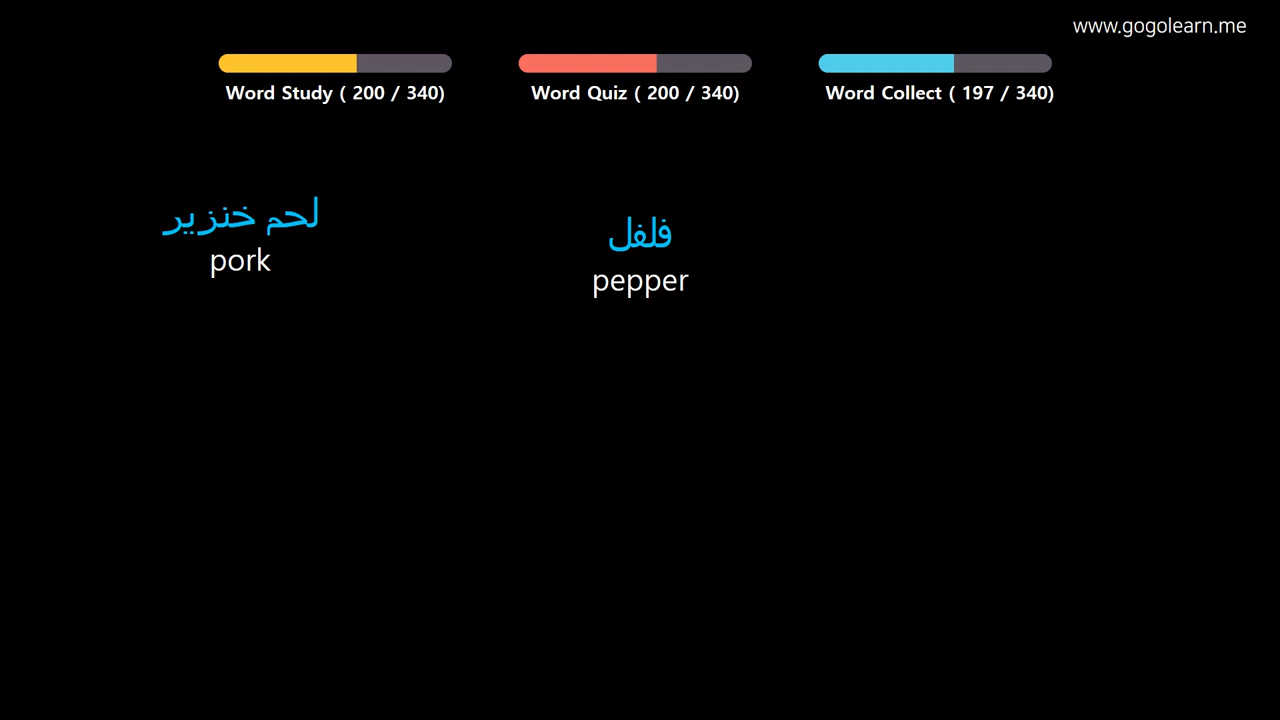 www.gogolearn.me
Word Study ( 200 / 340)
Word Quiz ( 200 / 340)
Word Collect ( 197 / 340)
لحم خنزير
pork
فلفل
pepper